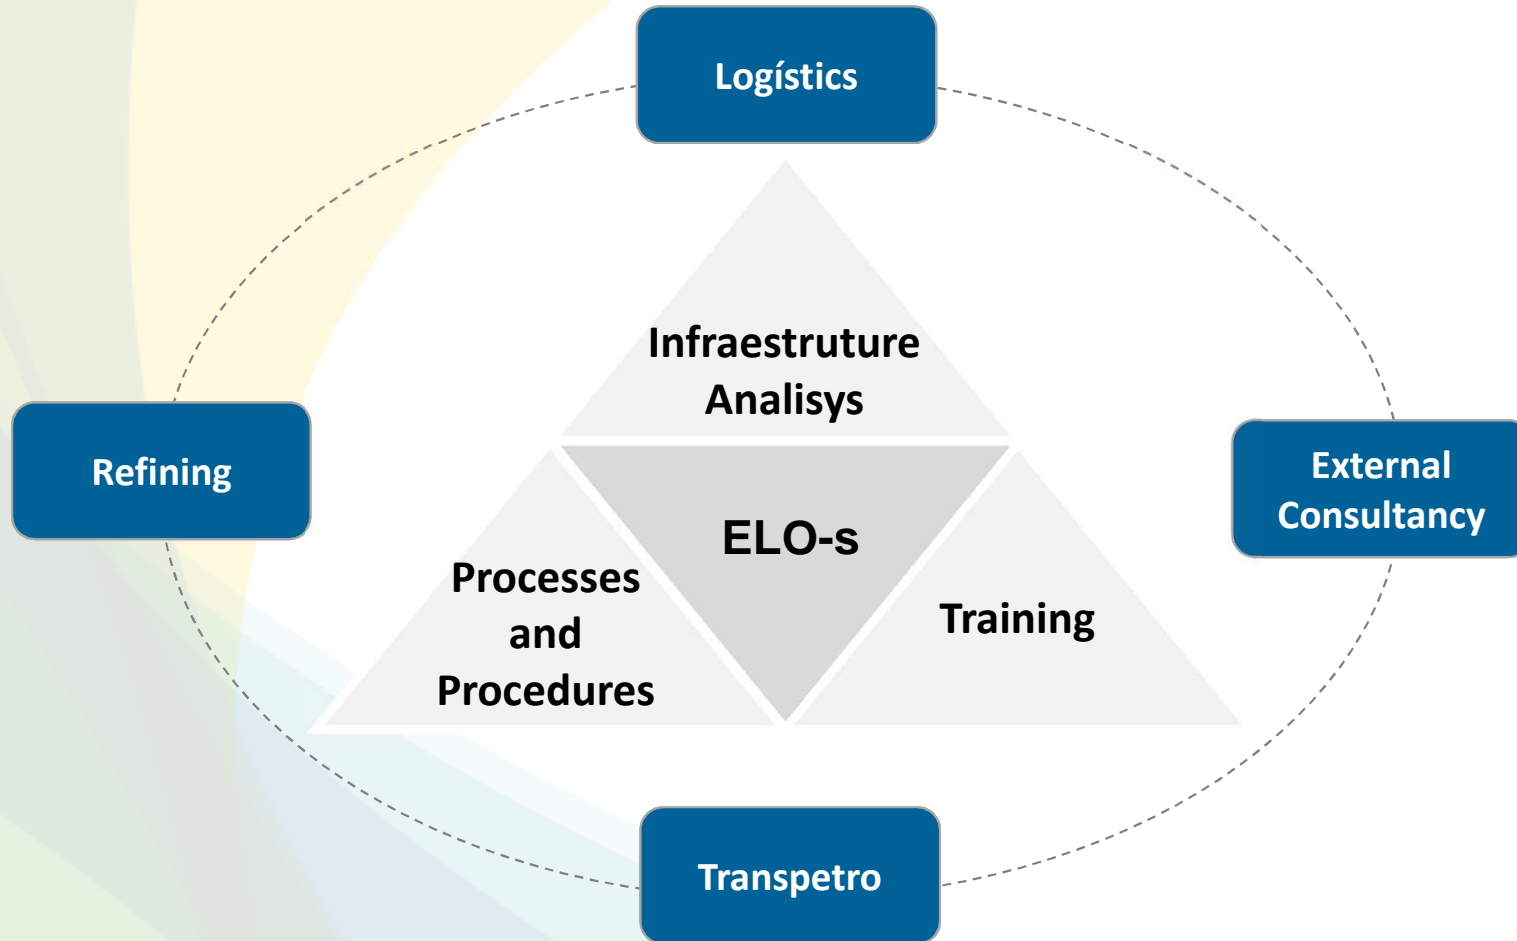 Logístics
Infraestruture
Analisys
Refining
External
Consultancy
ELO-s
Processes
and
Procedures
Training
Transpetro